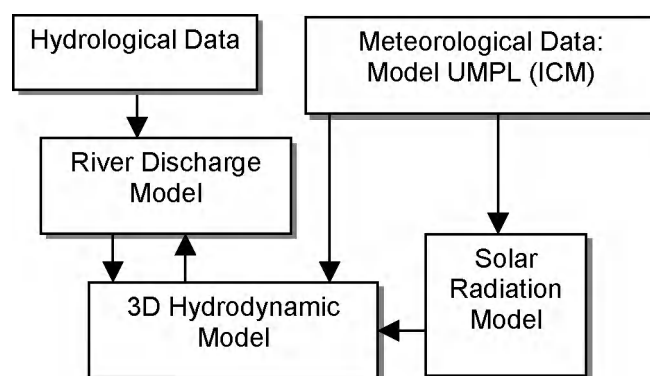 Hydrological Data
Meteorological Data:
Model UMPL (ICM)
River Discharge
Model
3D Hydrodynamic
Model
Solar
Radiation
Model